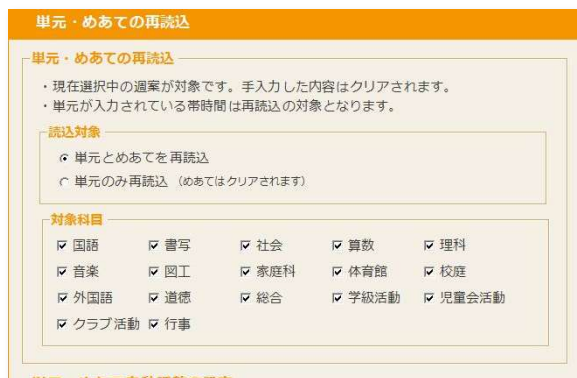 単元・めあての再読込
単元・めあての再読込
・現在選択中の週案が対象です。手入力した内容はクリアされます。
・単元が入力されている帯時間は再読込の対象となります。
読込対象
単元とめあてを再読込
単元のみ再読込 (めあてはクリアされます)
対象科目
国語 書写 社会 算数 理科
音楽 図工 家庭科 体育館 校庭
外国語 道徳 総合 学級活動 児童会活動
クラブ活動 行事